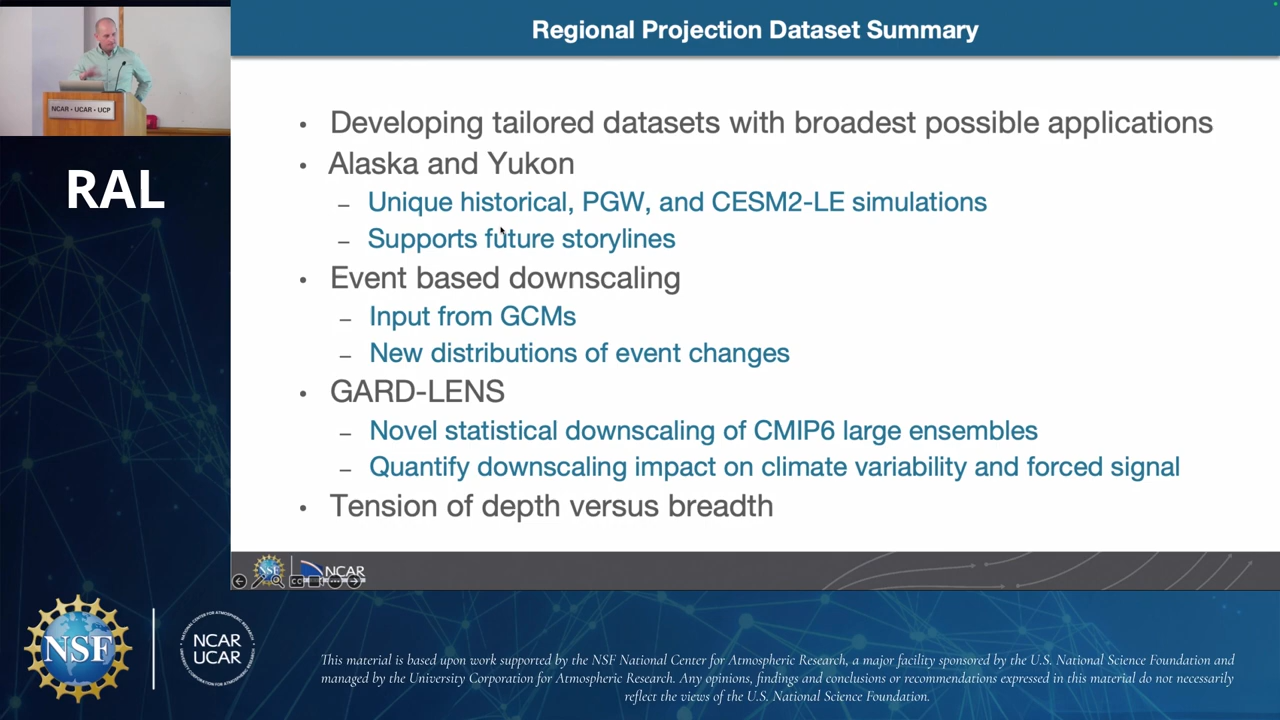 Regional Projection Dataset Summary
NCAR • UCAR • UCP
RAL
• Developing tailored datasets with broadest possible applications
• Alaska and Yukon
– Unique historical, PGW, and CESM2-LE simulations
– Supports future storylines
• Event based downscaling
– Input from GCMs
– New distributions of event changes
• GARD-LENS
– Novel statistical downscaling of CMIP6 large ensembles
– Quantify downscaling impact on climate variability and forced signal
• Tension of depth versus breadth
NSF
NCAR
CC
NSF
NCAR
UCAR
This material is based upon work supported by the NSF National Center for Atmospheric Research, a major facility sponsored by the U.S. National Science Foundation and
managed by the University Corporation for Atmospheric Research. Any opinions, findings and conclusions or recommendations expressed in this material do not necessarily
reflect the views of the U.S. National Science Foundation.